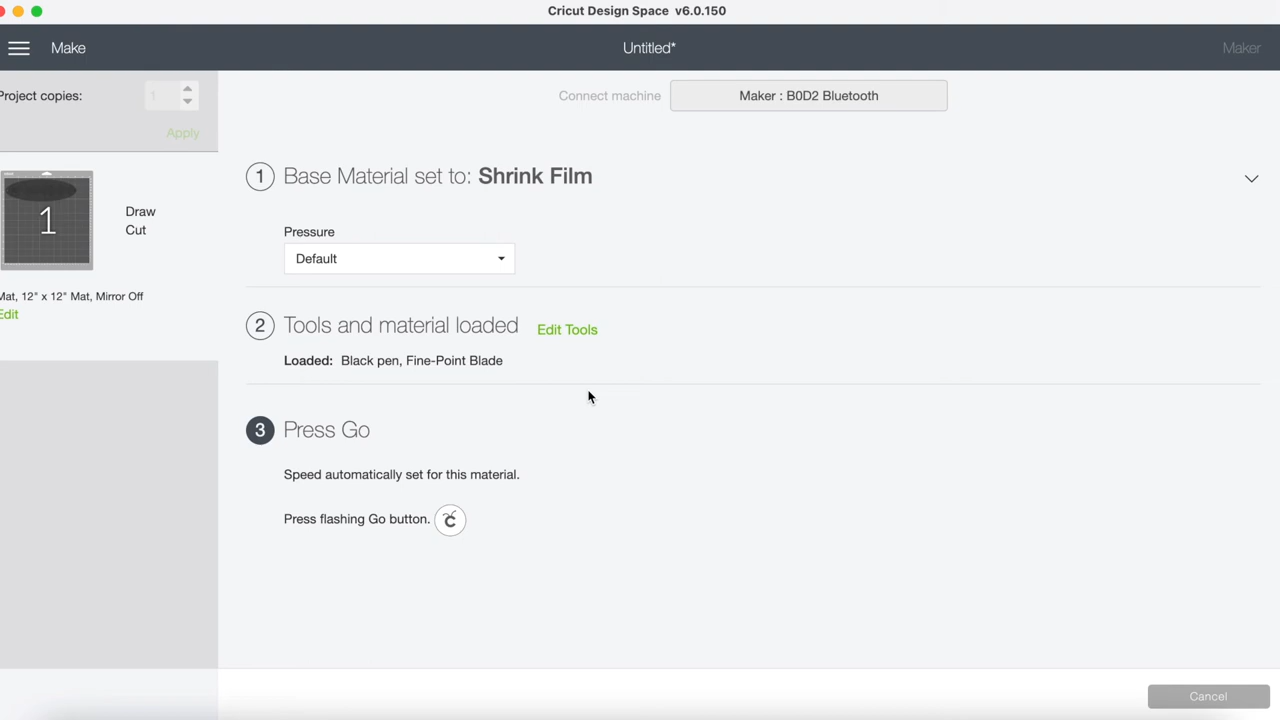 Cricut Design Space v6.0.150
Make
Untitled*
Maker
Project copies:
1
Apply
Connect machine
Maker : B0D2 Bluetooth
1 Base Material set to: Shrink Film
Pressure
Default
1
Draw
Cut
Mat, 12" x 12" Mat, Mirror Off
Edit
2 Tools and material loaded Edit Tools
Loaded: Black pen, Fine-Point Blade
3 Press Go
Speed automatically set for this material.
Press flashing Go button.
Cancel